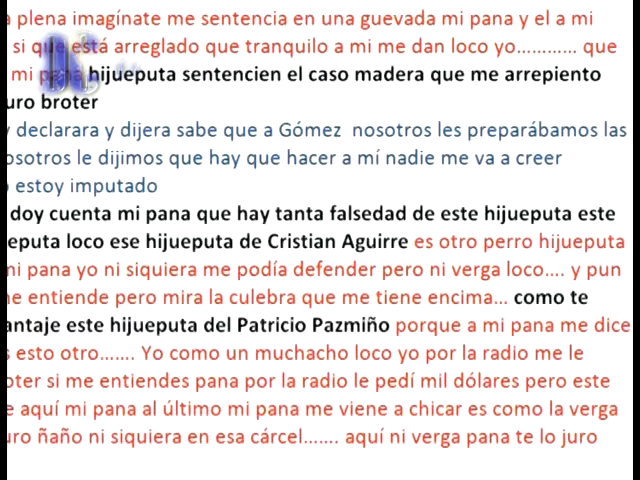 plena imagínate me sentencia en una guevada mi pana y el a mi
si que está arreglado que tranquilo a mi me dan loco yo………… que
mi pana hijueputa sentencien el caso madera que me arrepiento
uro broter
y declarara y dijera sabe que a Gómez nosotros les preparábamos las
osotros le dijimos que hay que hacer a mí nadie me va a creer
o estoy imputado
doy cuenta mi pana que hay tanta falsedad de este hijueputa este
eputa loco ese hijueputa de Cristian Aguirre es otro perro hijueputa
mi pana yo ni siquiera me podía defender pero ni verga loco…. y pun
me entiende pero mira la culebra que me tiene encima… como te
antaje este hijueputa del Patricio Pazmiño porque a mi pana me dice
s esto otro……. Yo como un muchacho loco yo por la radio me le
oter si me entiendes pana por la radio le pedí mil dólares pero este
e aquí mi pana al último mi pana me viene a chicar es como la verga
uro ñaño ni siquiera en esa cárcel……. aquí ni verga pana te lo juro